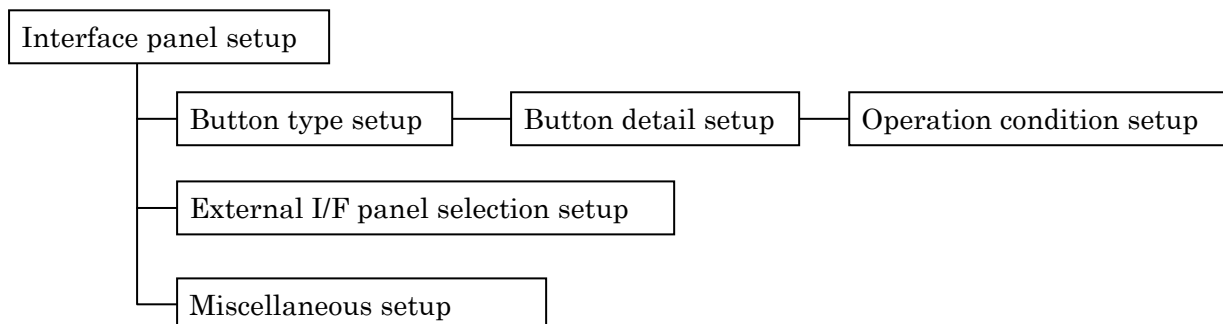 Interface panel setup
Button type setup
Button detail setup
Operation condition setup
External I/F panel selection setup
Miscellaneous setup